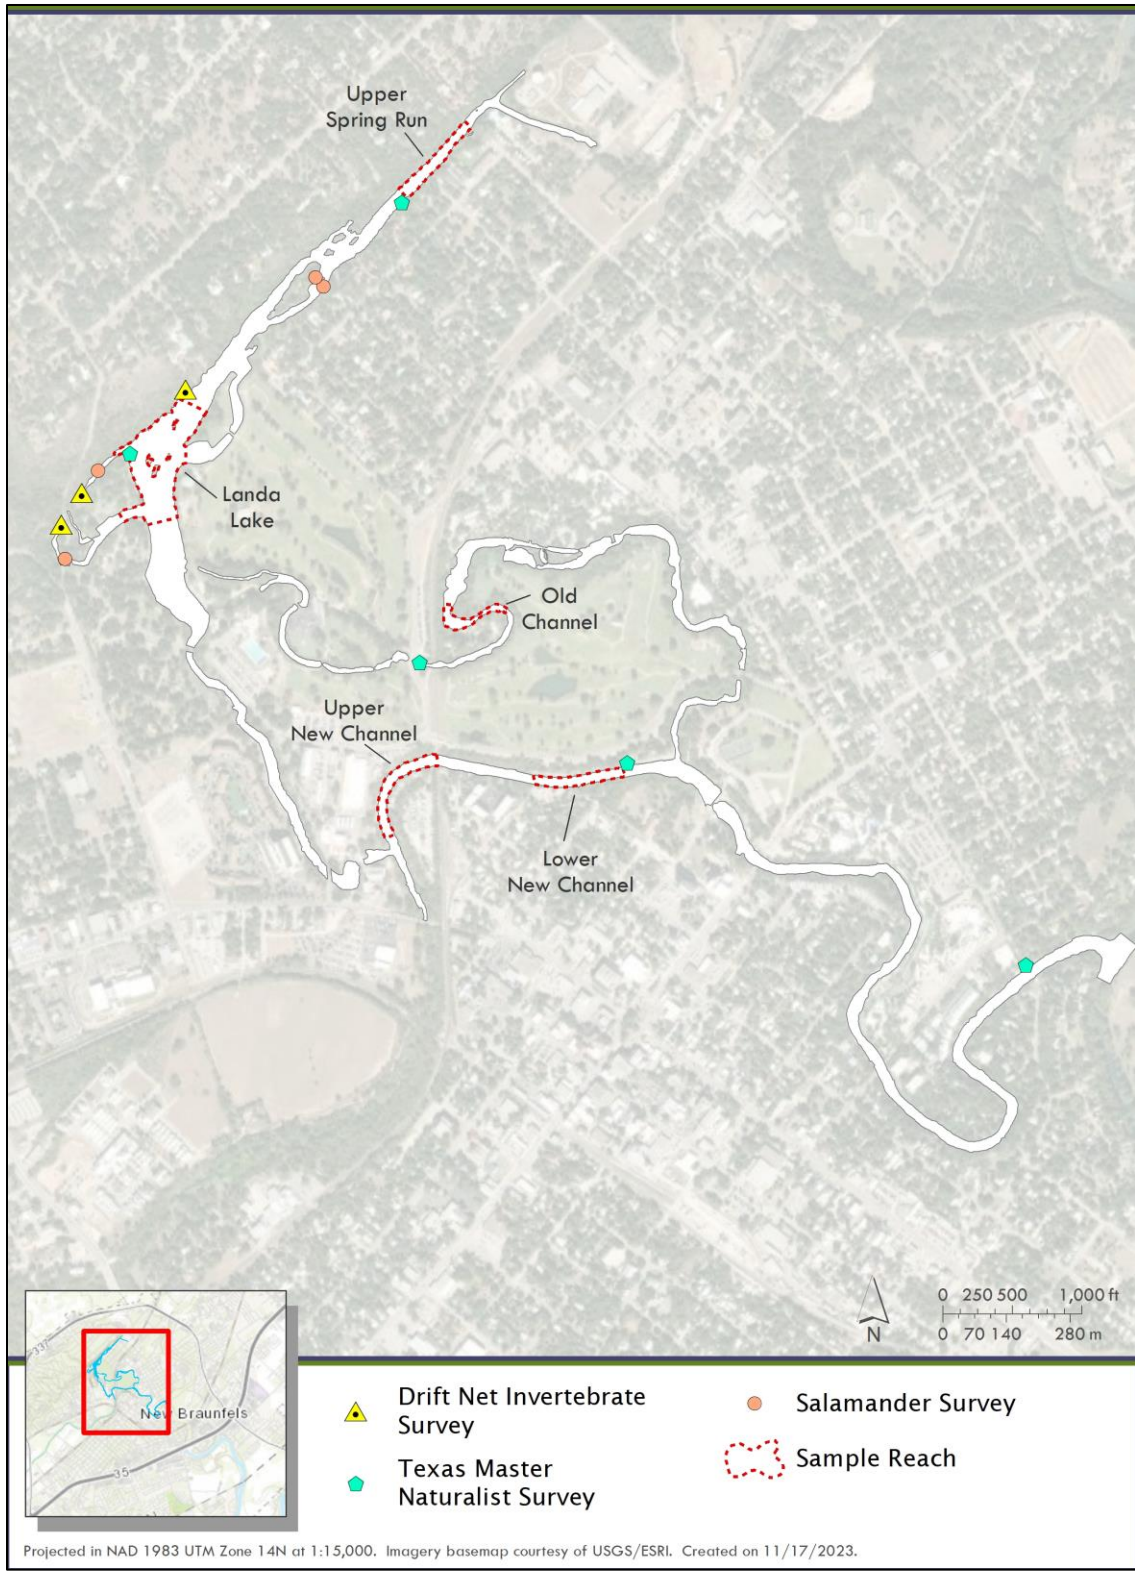 Upper
Spring Run
Landa
Lake
Old
Channel
Upper
New Channel
Lower
New Channel
0 250 500 1,000 ft
N
0 70 140 280 m
337
New Braunfels
35
Drift Net Invertebrate
Survey
Texas Master
Naturalist Survey
Salamander Survey
Sample Reach
Projected in NAD 1983 UTM Zone 14N at 1:15,000. Imagery basemap courtesy of USGS/ESRI. Created on 11/17/2023.